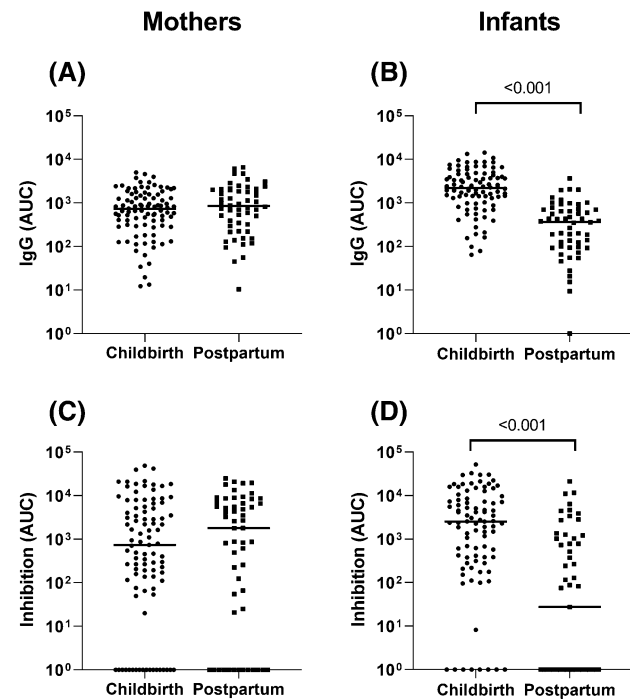 Mothers
Infants
(A)
(B)
<0.001
10⁵
10⁴
10³
10²
10¹
10⁰
IgG (AUC)
Childbirth Postpartum
10⁵
10⁴
10³
10²
10¹
10⁰
IgG (AUC)
Childbirth Postpartum
(C)
(D)
<0.001
10⁵
10⁴
10³
10²
10¹
10⁰
Inhibition (AUC)
Childbirth Postpartum
10⁵
10⁴
10³
10²
10¹
10⁰
Inhibition (AUC)
Childbirth Postpartum